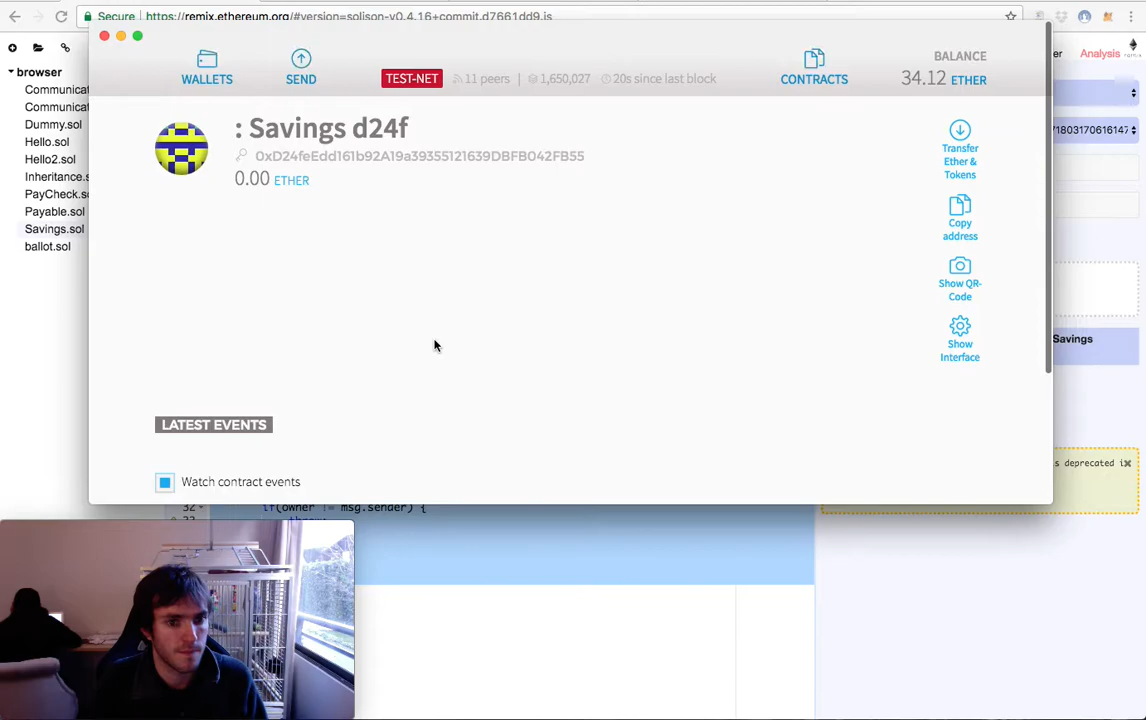 Secure https://remix.ethereum.org/#version=soljson-v0.4.16+commit.d7661dd9.js
browser
Communicat
Communicat
Dummy.sol
Hello.sol
Hello2.sol
Inheritance.s
PayCheck.sc
Payable.sol
Savings.sol
ballot.sol
WALLETS
SEND
TEST-NET
11 peers | 1,650,027 20s since last block
CONTRACTS
BALANCE
34.12 ETHER
: Savings d24f
0xD24feEdd161b92A19a39355121639DBFB042FB55
0.00 ETHER
Transfer
Ether &
Tokens
Copy
address
Show QR-
Code
Show
Interface
LATEST EVENTS
Watch contract events
er Analysis
71803170616147
Savings
s deprecated i
32
if(owner != msg.sender) {